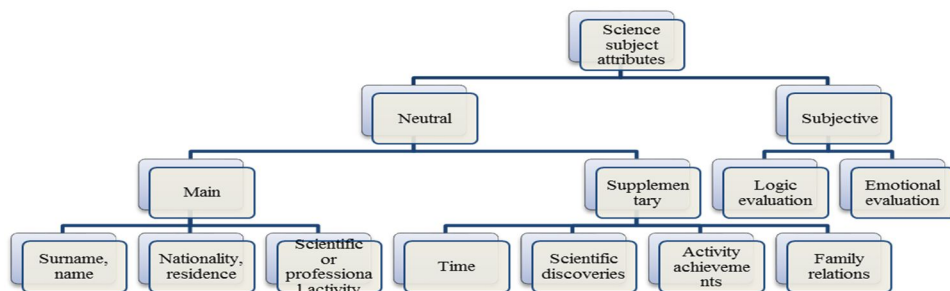 Science
subject
attributes
Neutral
Subjective
Main
Supplemen
tary
Logic
evaluation
Emotional
evaluation
Surname,
name
Nationality,
residence
Scientific
or
professiona
l activity
Time
Scientific
discoveries
Activity
achieveme
nts
Family
relations